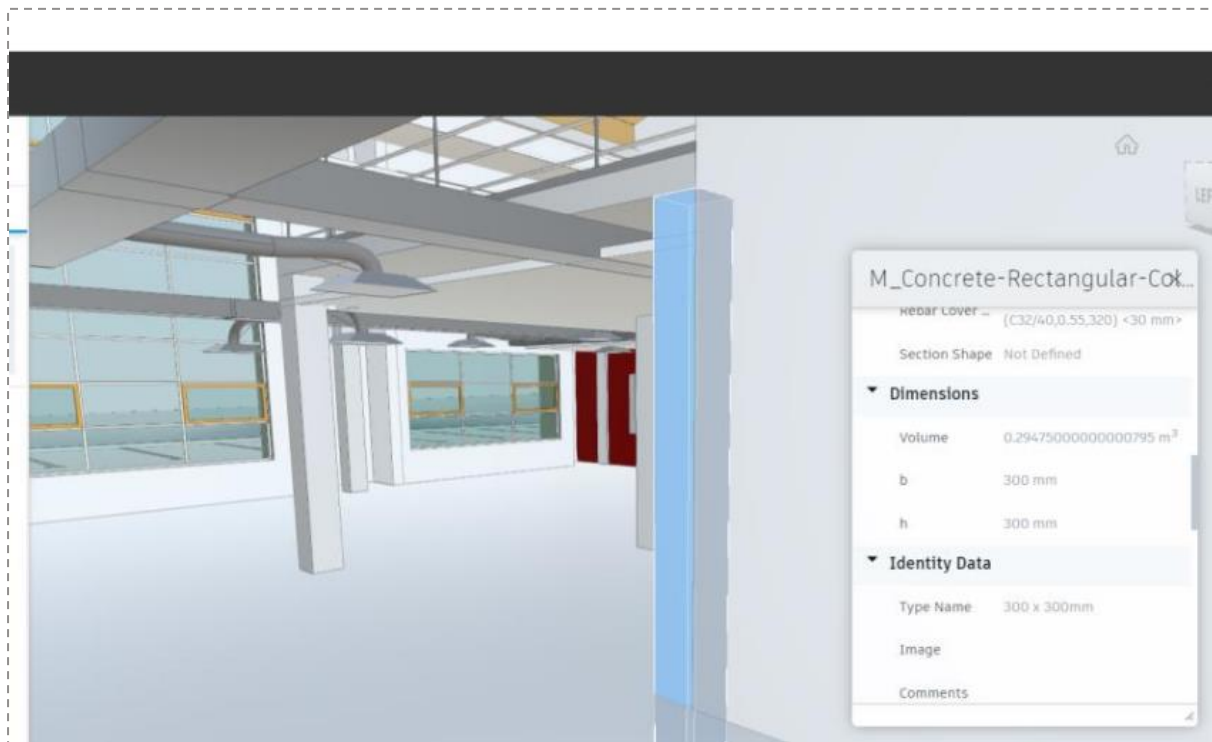 LEF
M_Concrete-Rectangular-Col...
Rebar Cover ...
(C32/40,0.55,320) <30 mm>
Section Shape Not Defined
Dimensions
Volume 0.29475000000000795 m³
b 300 mm
h 300 mm
Identity Data
Type Name 300 x 300mm
Image
Comments